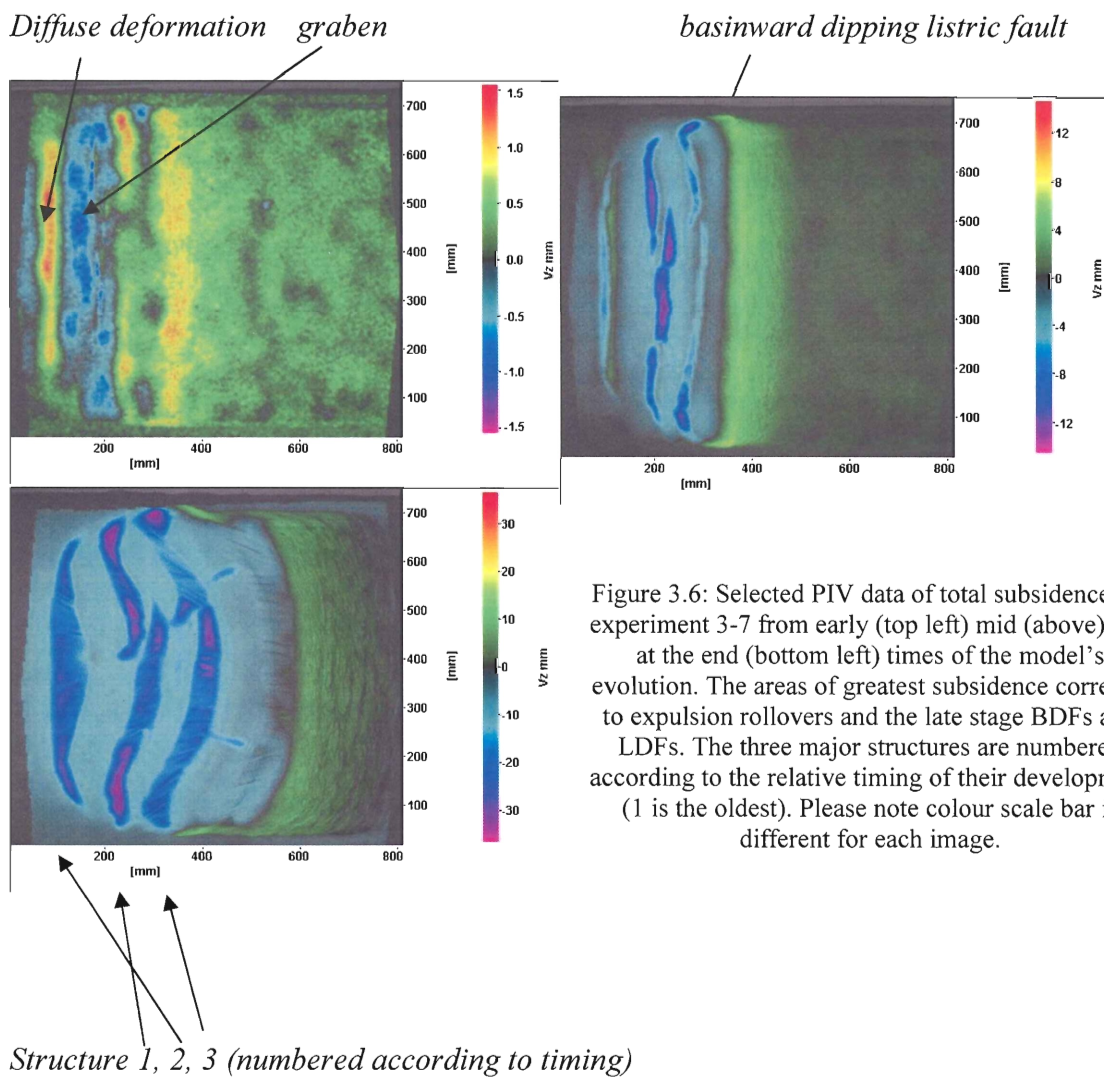 Diffuse deformation graben
basinward dipping listric fault
700
600
500
400
300
200
100
[mm]
200 400 600 800
[mm]
1.5
1.0
0.5
0.0
-0.5
-1.0
-1.5
Vz mm
700
600
500
400
300
200
100
[mm]
200 400 600 800
[mm]
12
8
4
0
-4
-8
-12
Vz mm
700
600
500
400
300
200
100
[mm]
200 400 600 800
[mm]
30
20
10
0
-10
-20
-30
Vz mm
Figure 3.6: Selected PIV data of total subsidence
experiment 3-7 from early (top left) mid (above)
at the end (bottom left) times of the model's
evolution. The areas of greatest subsidence corre
to expulsion rollovers and the late stage BDFs a
LDFs. The three major structures are numbere
according to the relative timing of their developn
(1 is the oldest). Please note colour scale bar
different for each image.
Structure 1, 2, 3 (numbered according to timing)